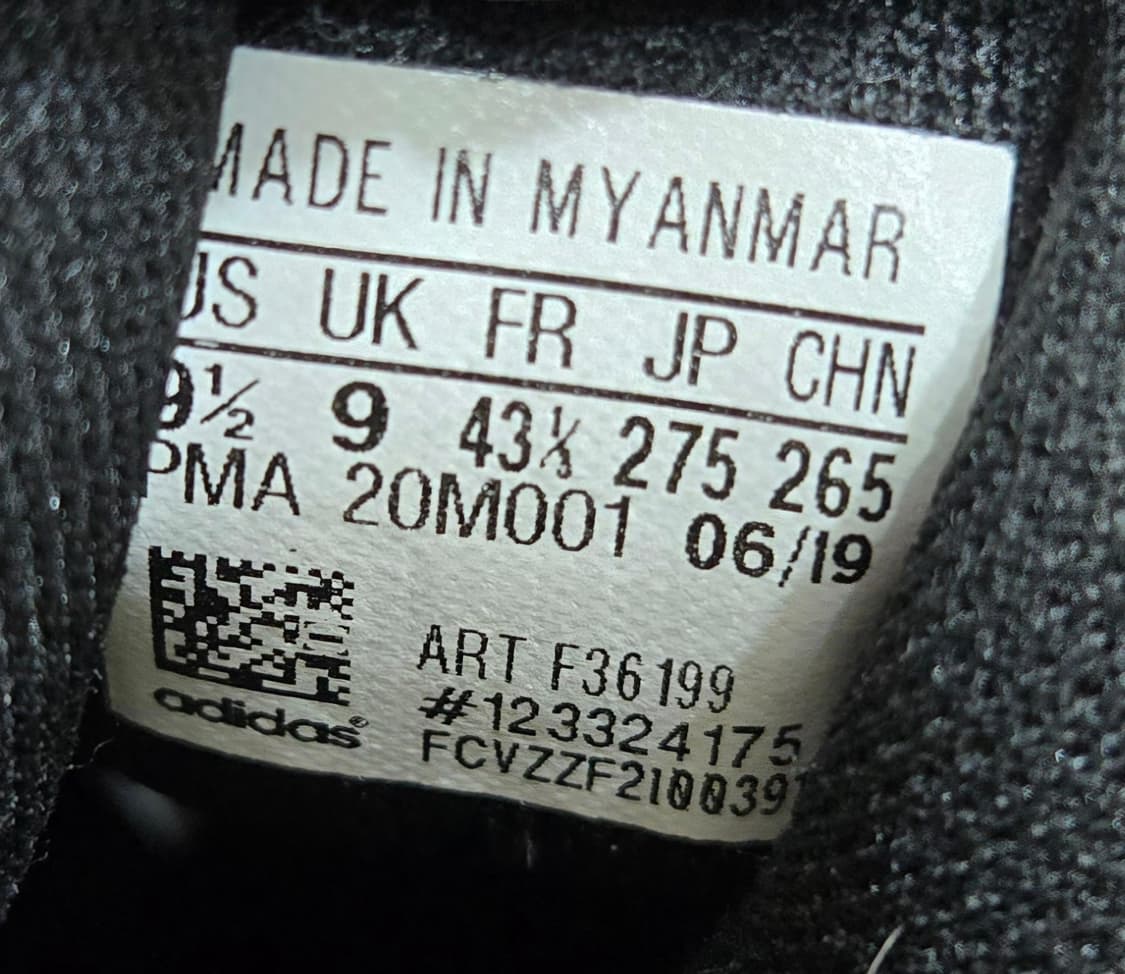 MADE IN MYANMAR
US UK FR JP CHN
9½ 9 43⅓ 275 265
PMA 20M001 06/19
ART F36199
#123324175
adidas®